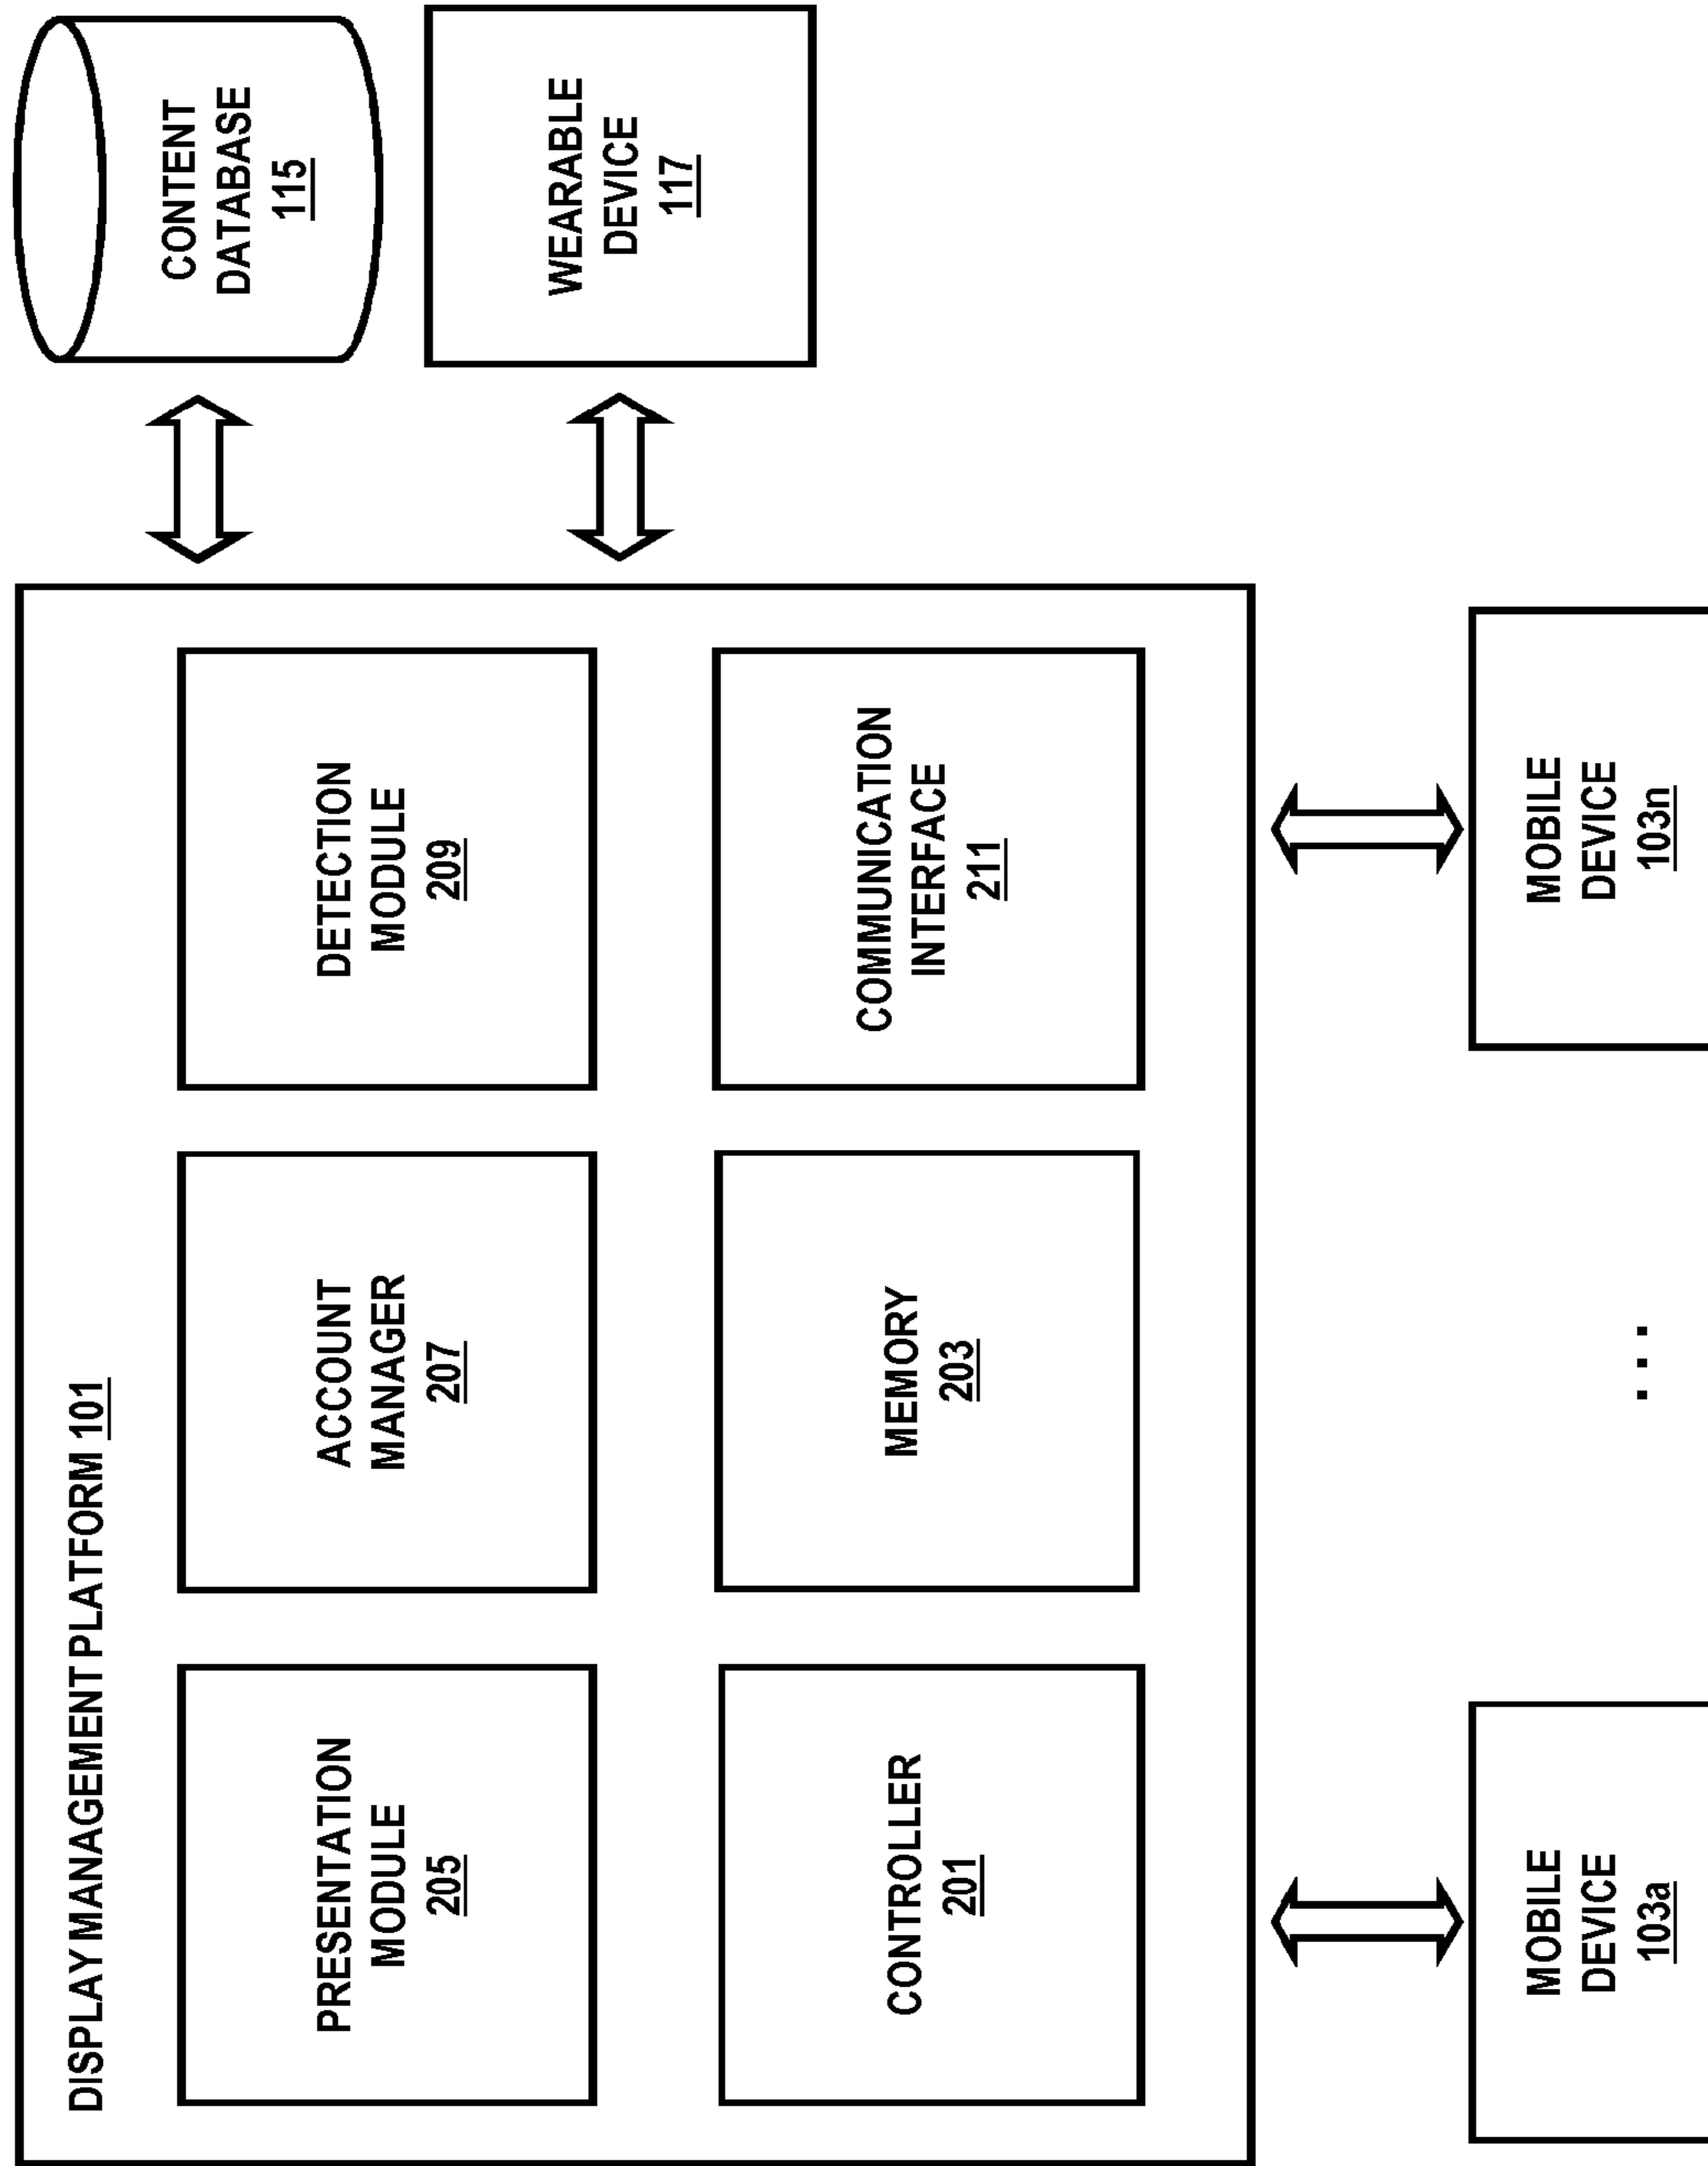 DISPLAY MANAGEMENT PLATFORM 101
PRESENTATION
MODULE
205
ACCOUNT
MANAGER
207
DETECTION
MODULE
209
CONTROLLER
201
MEMORY
203
COMMUNICATION
INTERFACE
211
CONTENT
DATABASE
115
WEARABLE
DEVICE
117
MOBILE
DEVICE
103a
...
MOBILE
DEVICE
103n